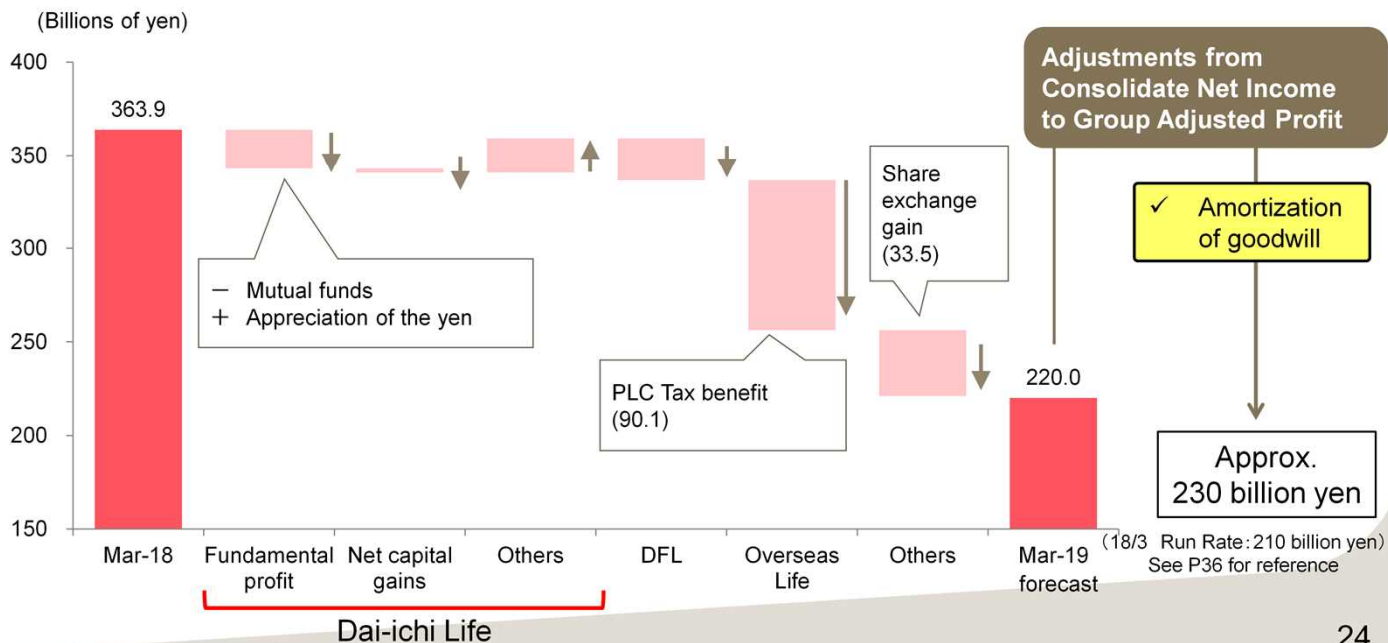 (Billions of yen)
400
350
300
250
200
150
363.9
− Mutual funds
+ Appreciation of the yen
PLC Tax benefit
(90.1)
Share
exchange
gain
(33.5)
220.0
Adjustments from
Consolidate Net Income
to Group Adjusted Profit
✓ Amortization
of goodwill
Approx.
230 billion yen
(18/3 Run Rate：210 billion yen)
See P36 for reference
Mar-18
Fundamental
profit
Net capital
gains
Others
DFL
Overseas
Life
Others
Mar-19
forecast
Dai-ichi Life
24